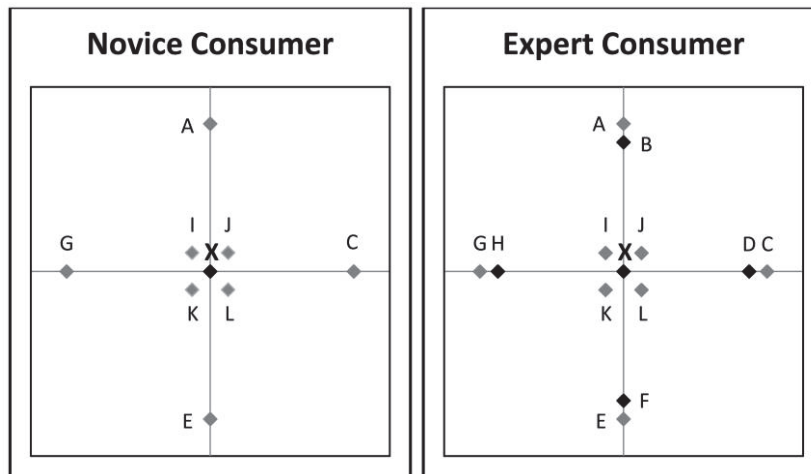 Novice Consumer
A
I J
X
G C
K L
E
Expert Consumer
A
B
I J
X
G H D C
K L
F
E